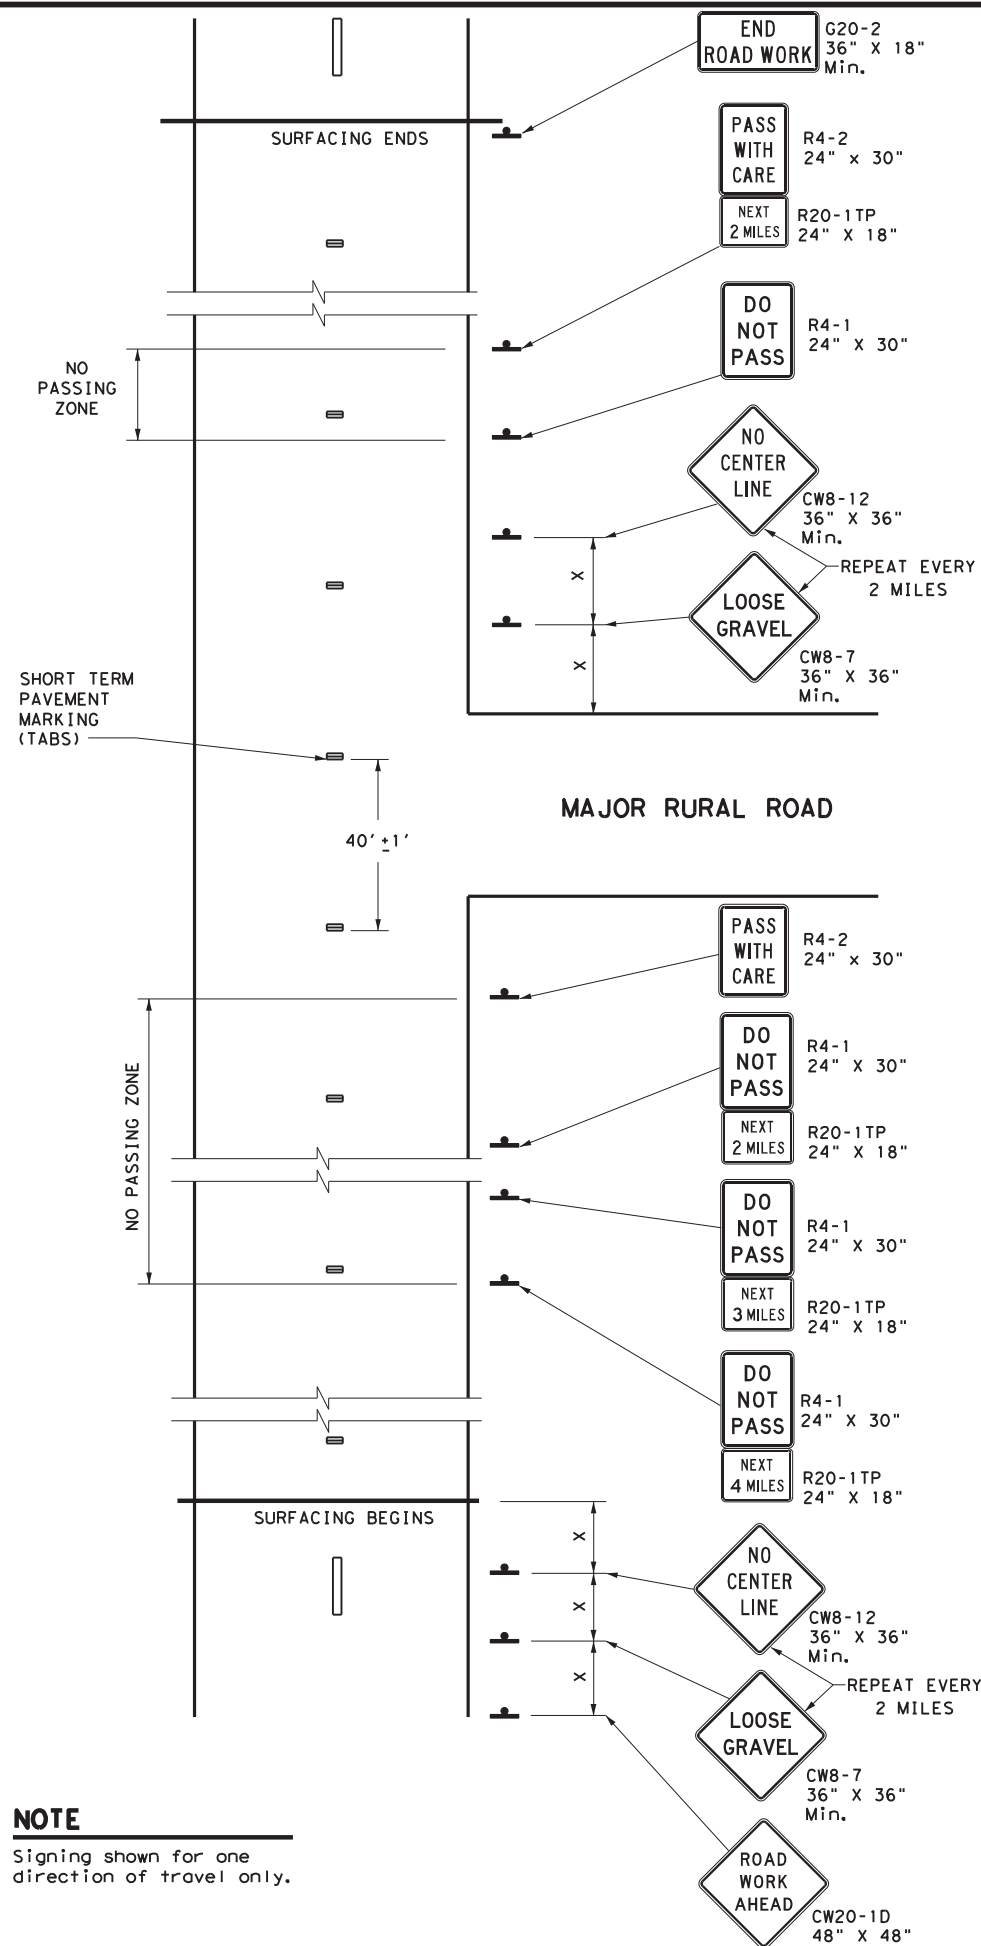 END
ROAD WORK
G20-2
36" X 18"
Min.
SURFACING ENDS
PASS
WITH
CARE
R4-2
24" x 30"
NEXT
2 MILES
R20-1TP
24" X 18"
DO
NOT
PASS
R4-1
24" X 30"
NO
PASSING
ZONE
NO
CENTER
LINE
CW8-12
36" X 36"
Min.
X
REPEAT EVERY
2 MILES
LOOSE
GRAVEL
CW8-7
36" X 36"
Min.
X
SHORT TERM
PAVEMENT
MARKING
(TABS)
40' ±1'
MAJOR RURAL ROAD
PASS
WITH
CARE
R4-2
24" x 30"
NO PASSING ZONE
DO
NOT
PASS
R4-1
24" X 30"
NEXT
2 MILES
R20-1TP
24" X 18"
DO
NOT
PASS
R4-1
24" X 30"
NEXT
3 MILES
R20-1TP
24" X 18"
DO
NOT
PASS
R4-1
24" X 30"
NEXT
4 MILES
R20-1TP
24" X 18"
SURFACING BEGINS
X
NO
CENTER
LINE
CW8-12
36" X 36"
Min.
X
REPEAT EVERY
2 MILES
X
LOOSE
GRAVEL
CW8-7
36" X 36"
Min.
ROAD
WORK
AHEAD
CW20-1D
48" X 48"
NOTE
Signing shown for one
direction of travel only.